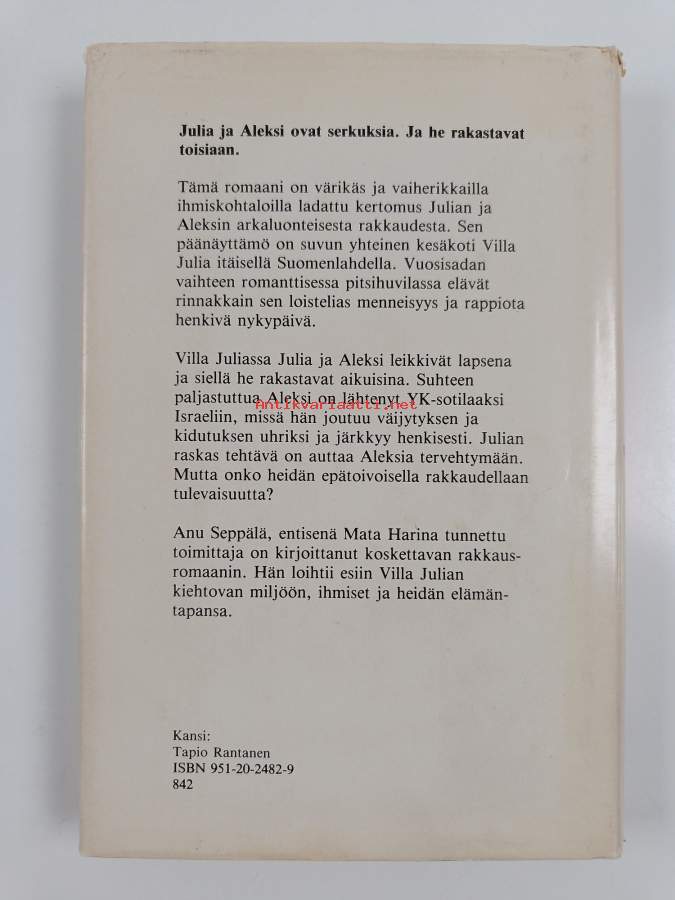 Julia ja Aleksi ovat serkuksia. Ja he rakastavat
toisiaan.
Tämä romaani on värikäs ja vaiherikkailla
ihmiskohtaloilla ladattu kertomus Julian ja
Aleksin arkaluonteisesta rakkaudesta. Sen
päänäyttämö on suvun yhteinen kesäkoti Villa
Julia itäisellä Suomenlahdella. Vuosisadan
vaihteen romanttisessa pitsihuvilassa elävät
rinnakkain sen loistelias menneisyys ja rappiota
henkivä nykypäivä.
Villa Juliassa Julia ja Aleksi leikkivät lapsena
ja siellä he rakastavat aikuisina. Suhteen
paljastuttua Aleksi on lähtenyt YK-sotilaaksi
Antikvariaatti.net
Israeliin, missä hän joutuu väijytyksen ja
kidutuksen uhriksi ja järkkyy henkisesti. Julian
raskas tehtävä on auttaa Aleksia tervehtymään.
Mutta onko heidän epätoivoisella rakkaudellaan
tulevaisuutta?
Anu Seppälä, entisenä Mata Harina tunnettu
toimittaja on kirjoittanut koskettavan rakkaus-
romaanin. Hän loihtii esiin Villa Julian
kiehtovan miljöön, ihmiset ja heidän elämän-
tapansa.
Kansi:
Tapio Rantanen
ISBN 951-20-2482-9
842